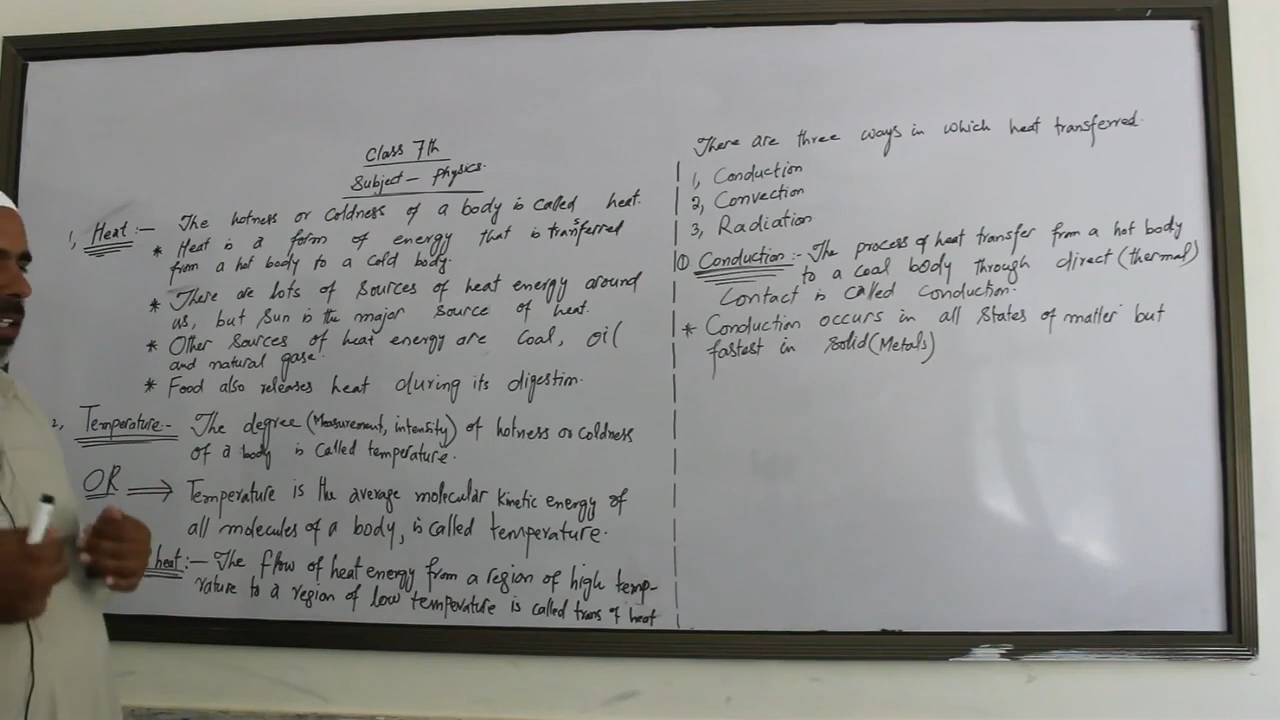 Class 7th
Subject - Physics.
1, Heat :- The hotness or coldness of a body is called heat.
* Heat is a form of energy that is transferred
from a hot body to a cold body.
* There are lots of sources of heat energy around
us, but sun is the major source of heat.
* Other sources of heat energy are coal, oil
and natural gase.
* Food also releases heat during its digestion.
2, Temperature:- The degree (Measurement, intensity) of hotness or coldness
of a body is called temperature.
OR ⟹ Temperature is the average molecular kinetic energy of
all molecules of a body, is called temperature.
heat :- The flow of heat energy from a region of high temp-
rature to a region of low temperature is called trans of heat
There are three ways in which heat transferred.
1, Conduction
2, Convection
3, Radiation
① Conduction :- The process of heat transfer from a hot body
to a coal body through direct (thermal)
Contact is called Conduction.
* Conduction occurs in all states of matter but
fastest in solid (Metals)